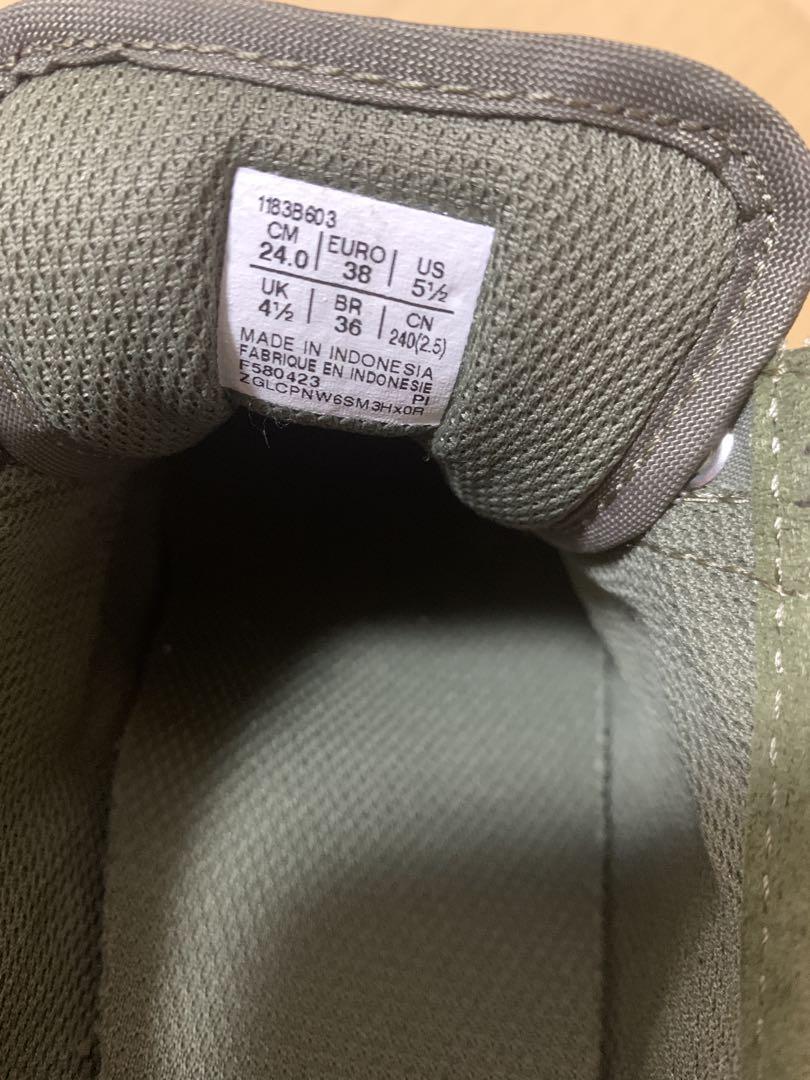 1183B603
CM | EURO | US
24.0 | 38 | 5½
UK | BR | CN
4½ | 36 | 240(2.5)
MADE IN INDONESIA
FABRIQUE EN INDONESIE
F580423 PI
ZGLCPNW6SM3Hx0R